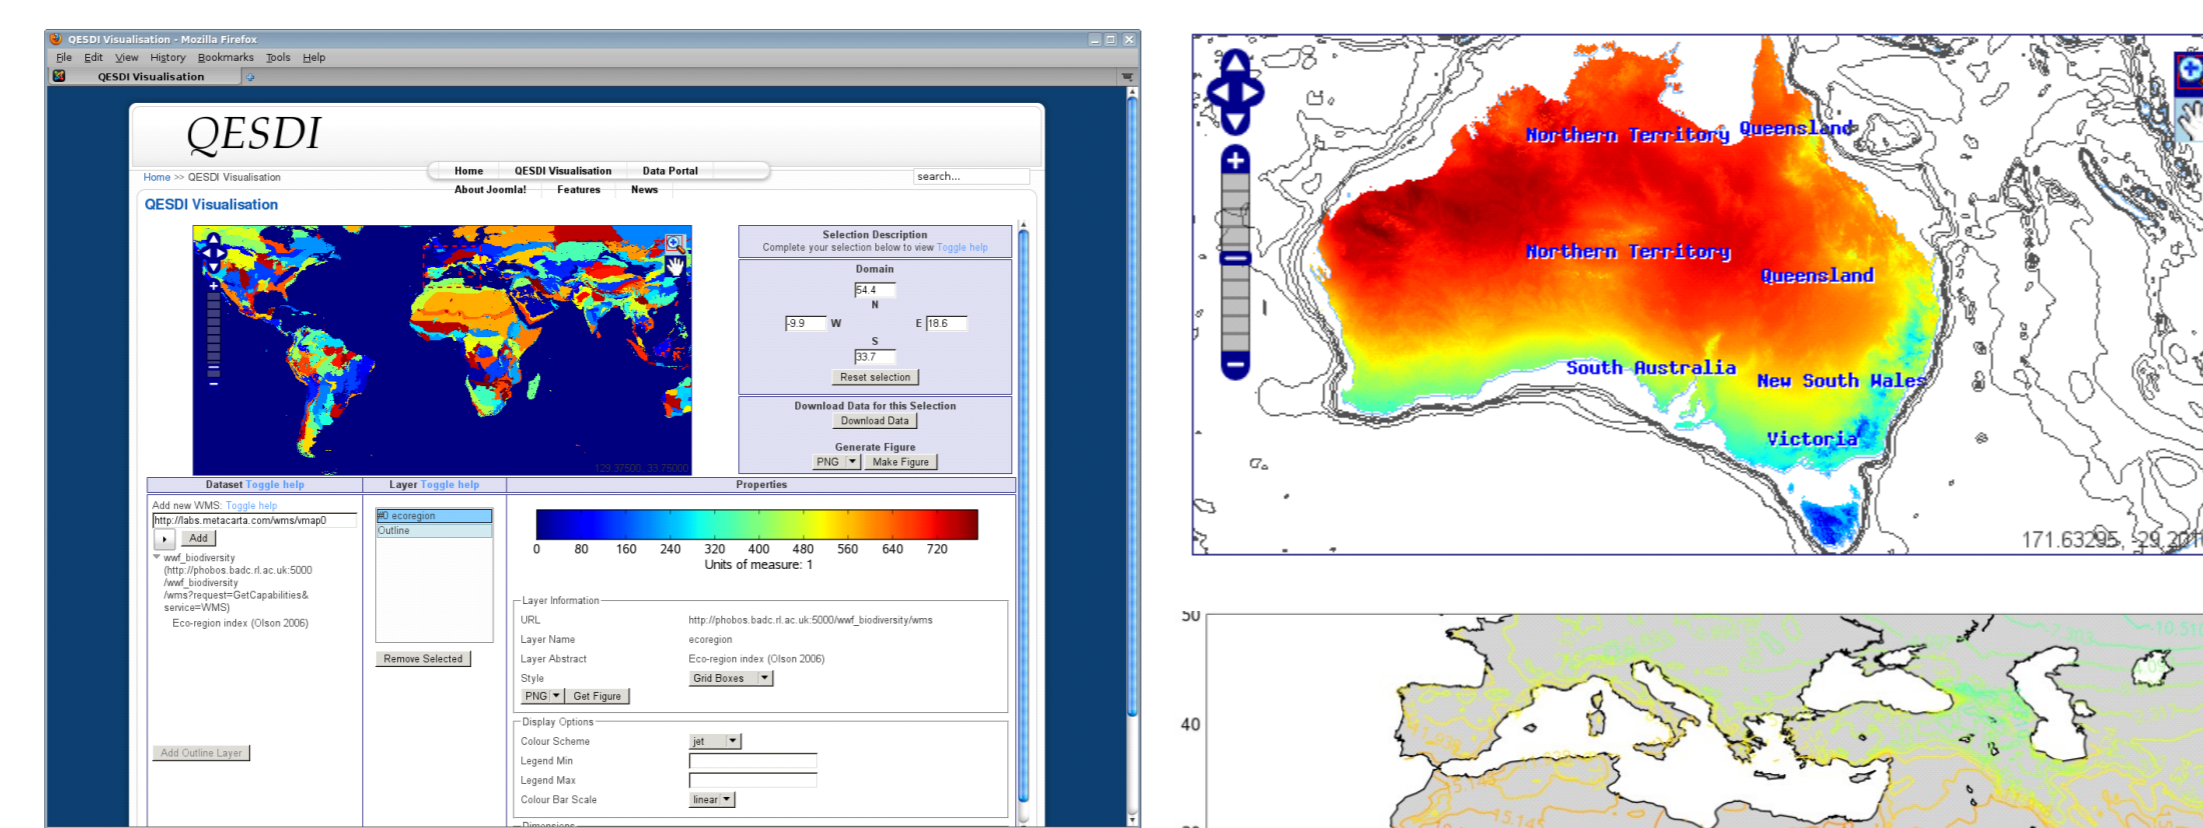 QESDI Visualisation - Mozilla Firefox
File Edit View History Bookmarks Tools Help
QESDI Visualisation
QESDI
Home QESDI Visualisation Data Portal
Home >> QESDI Visualisation
search...
About Joomla! Features News
QESDI Visualisation
Selection Description
Complete your selection below to view Toggle help
Domain
54.4
N
-9.9 W E 18.6
S
33.7
Reset selection
Download Data for this Selection
Download Data
Generate Figure
PNG Make Figure
129.37500, 33.75000
Dataset Toggle help Layer Toggle help Properties
Add new WMS: Toggle help
http://labs.metacarta.com/wms/vmap0
Add
wwf_biodiversity
(http://phobos.badc.rl.ac.uk:5000
/wwf_biodiversity
/wms?request=GetCapabilities&
service=WMS)
Eco-region index (Olson 2006)
Add Outline Layer
#0 ecoregion
Outline
Remove Selected
0 80 160 240 320 400 480 560 640 720
Units of measure: 1
Layer Information
URL http://phobos.badc.rl.ac.uk:5000/wwf_biodiversity/wms
Layer Name ecoregion
Layer Abstract Eco-region index (Olson 2006)
Style Grid Boxes
PNG Get Figure
Display Options
Colour Scheme jet
Legend Min
Legend Max
Colour Bar Scale linear
Dimensions
Northern Territory Queensland
Northern Territory
Queensland
South Australia
New South Wales
Victoria
171.63295, -29.201
50
40